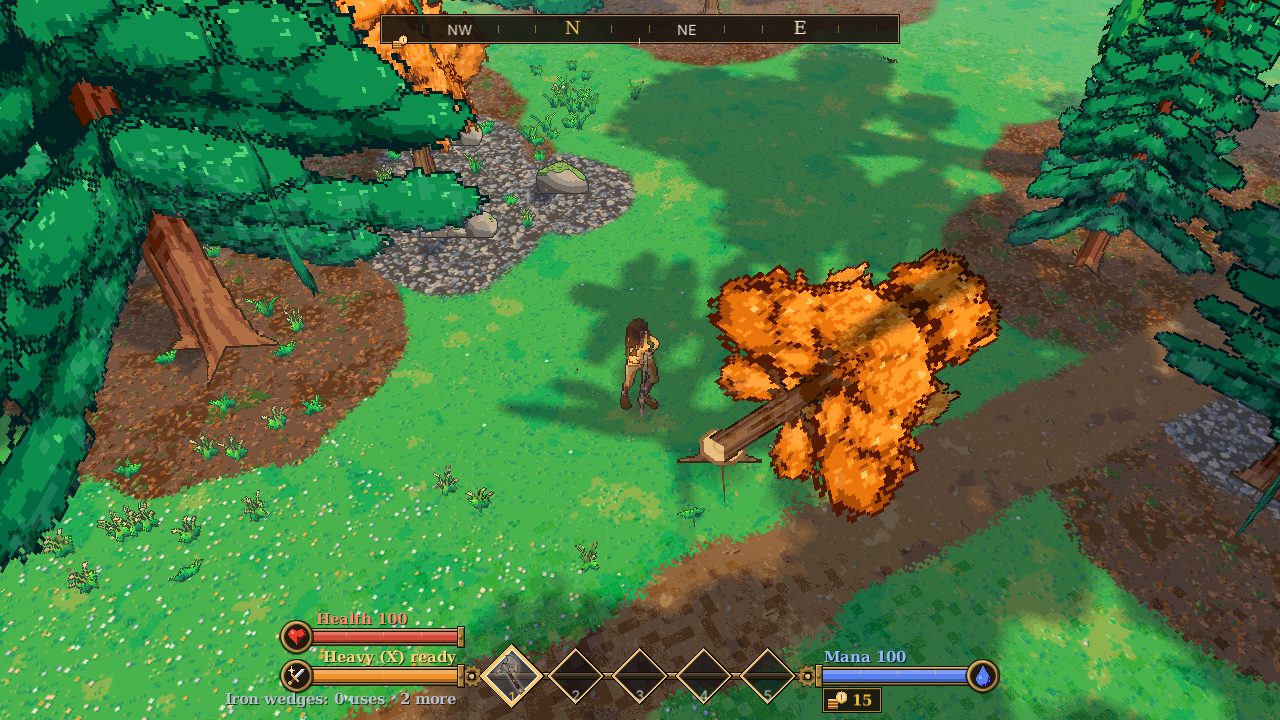 NW N NE E
Health 100
Heavy (X) ready
Iron wedges: 0 uses · 2 more
1 2 3 4 5
Mana 100
15